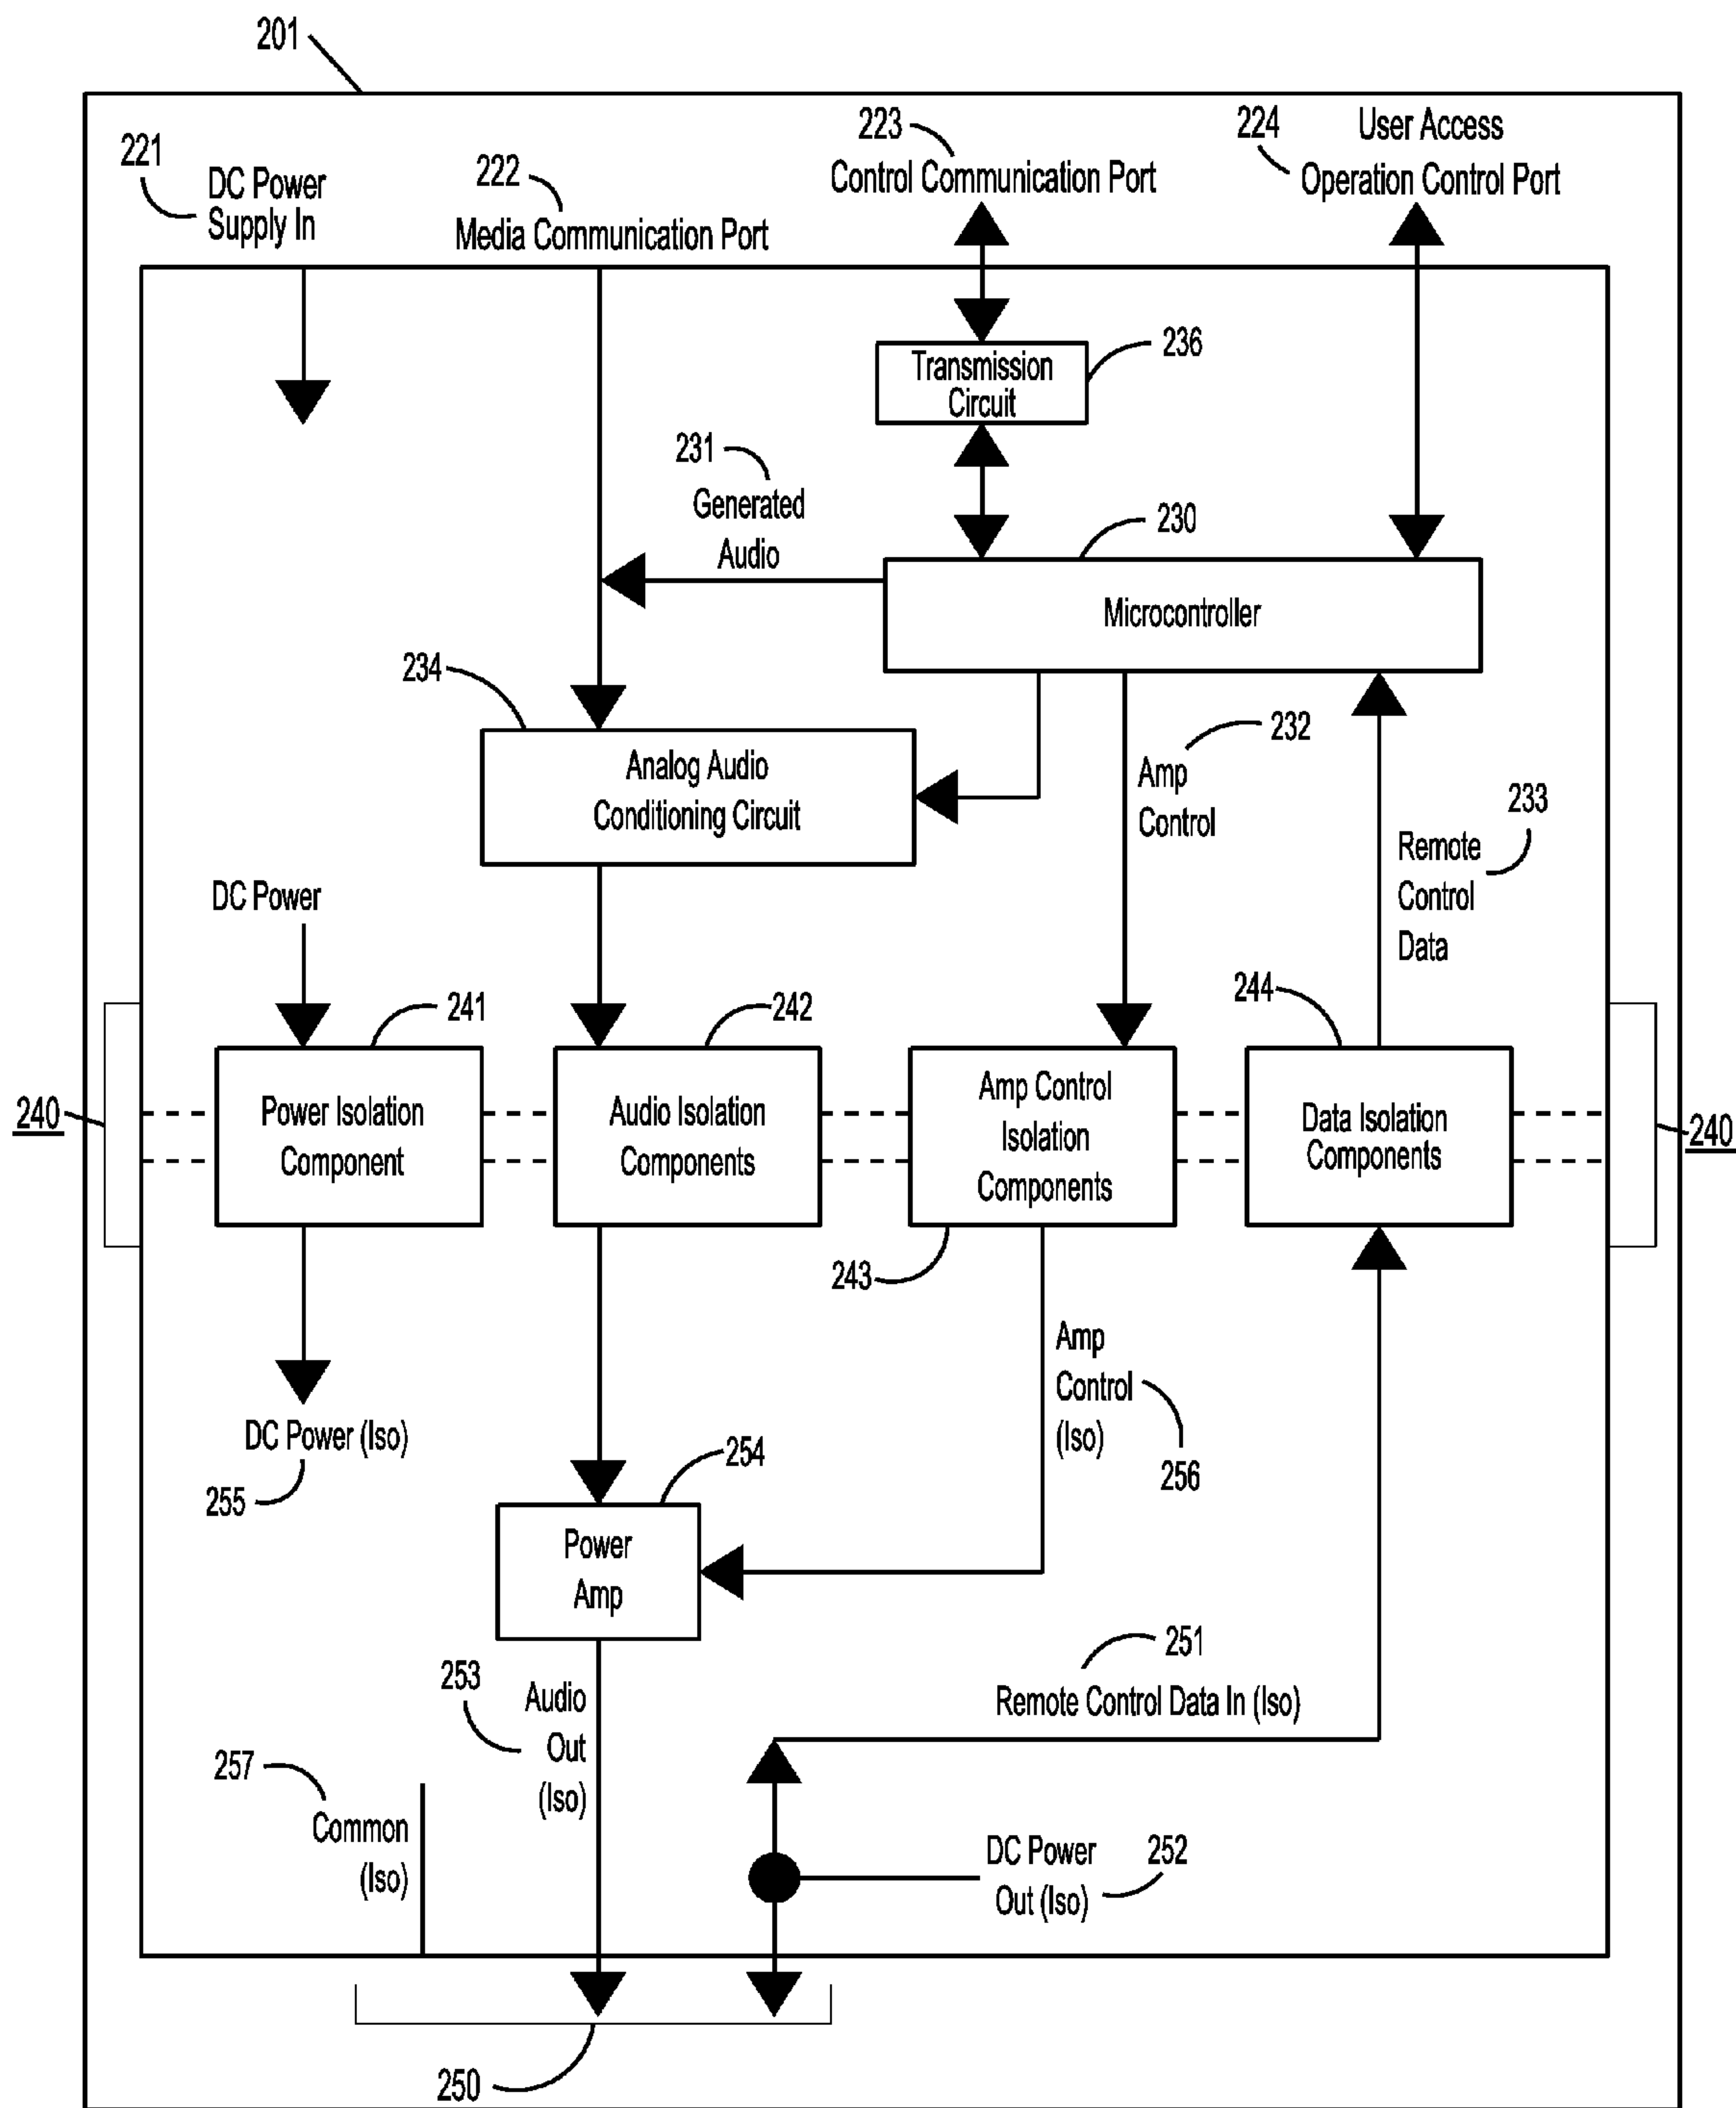 201
221
DC Power
Supply In
222
Media Communication Port
223
Control Communication Port
224
User Access
Operation Control Port
Transmission
Circuit
236
231
Generated
Audio
230
Microcontroller
234
Analog Audio
Conditioning Circuit
232
Amp
Control
233
Remote
Control
Data
DC Power
241
242
244
240
Power Isolation
Component
Audio Isolation
Components
Amp Control
Isolation
Components
Data Isolation
Components
240
243
DC Power (Iso)
255
Amp
Control
(Iso)
256
254
Power
Amp
253
Audio
Out
(Iso)
251
Remote Control Data In (Iso)
257
Common
(Iso)
DC Power
Out (Iso)
252
250